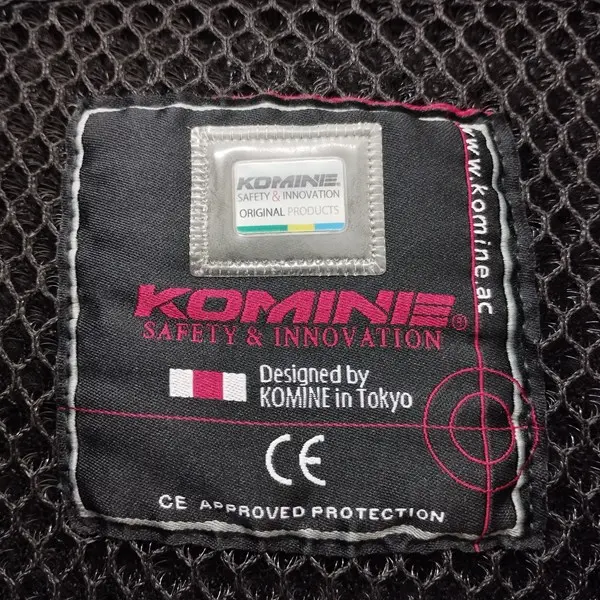 KOMINE®
SAFETY & INNOVATION
ORIGINAL PRODUCTS
www.komine.ac
KOMINE®
SAFETY & INNOVATION
Designed by
KOMINE in Tokyo
CE
CE APPROVED PROTECTION